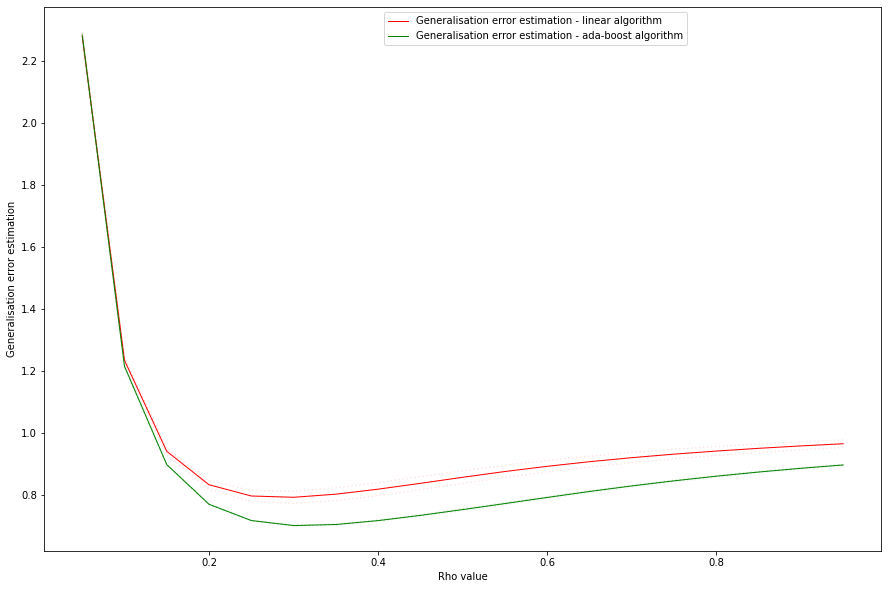 Generalisation error estimation - linear algorithm
Generalisation error estimation - ada-boost algorithm
2.2
2.0
1.8
1.6
1.4
1.2
1.0
0.8
Generalisation error estimation
0.2 0.4 0.6 0.8
Rho value